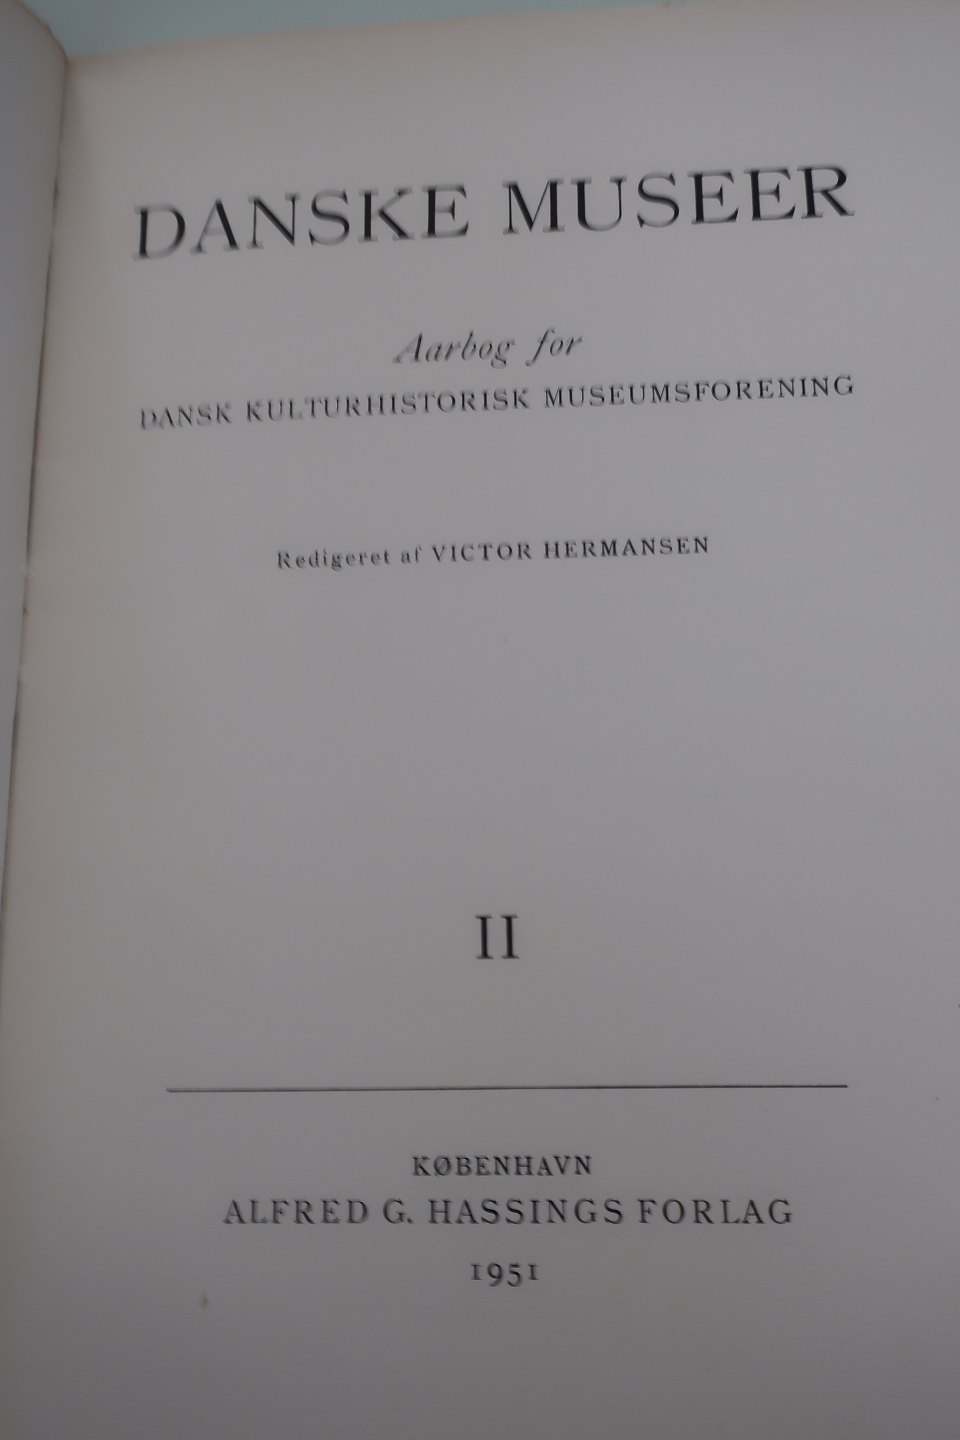 DANSKE MUSEER
Aarbog for
DANSK KULTURHISTORISK MUSEUMSFORENING
Redigeret af VICTOR HERMANSEN
II
KØBENHAVN
ALFRED G. HASSINGS FORLAG
1951